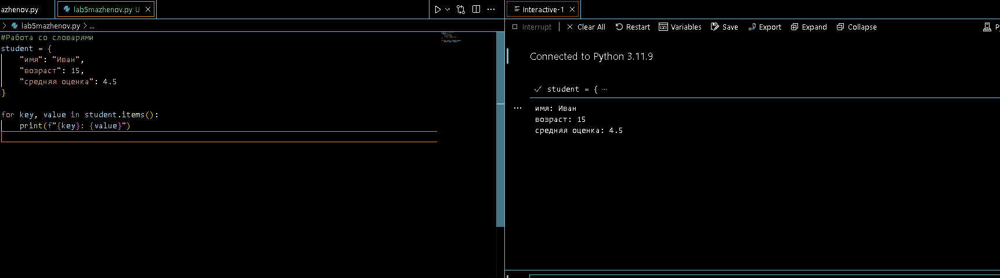 azhenov.py
lab5mazhenov.py U
lab5mazhenov.py > ...
#Работа со словарями
student = {
    "имя": "Иван",
    "возраст": 15,
    "средняя оценка": 4.5
}
for key, value in student.items():
    print(f"{key}: {value}")
Interactive-1
Interrupt | Clear All Restart Variables Save Export Expand Collapse
Connected to Python 3.11.9
student = { ...
имя: Иван
возраст: 15
средняя оценка: 4.5